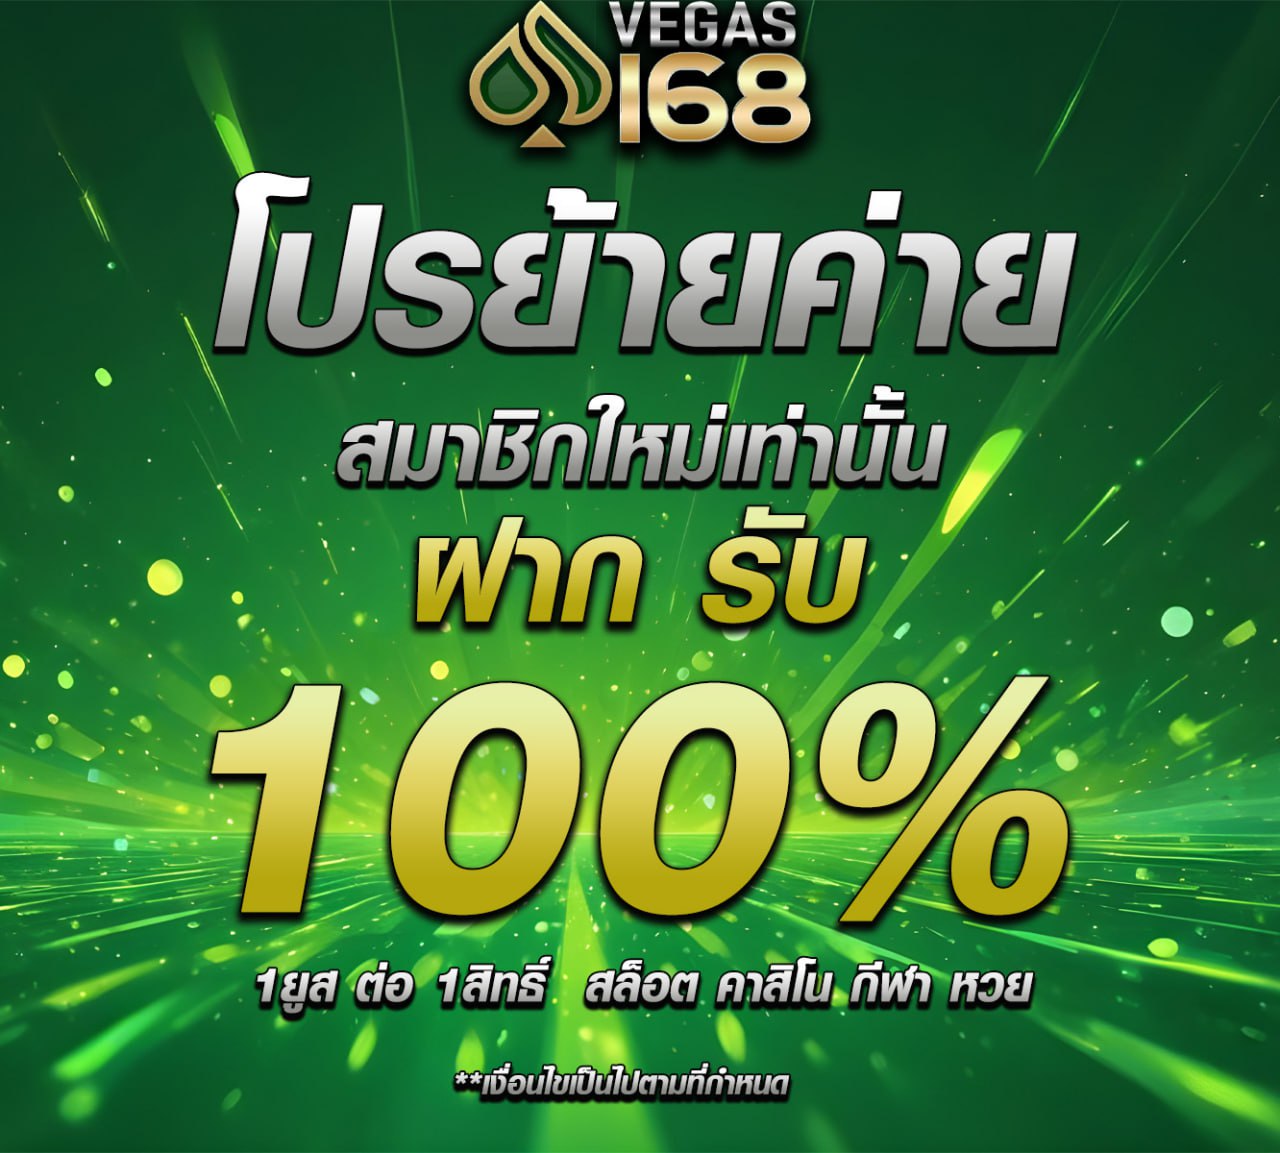 VEGAS
168
โปรย้ายค่าย
สมาชิกใหม่เท่านั้น
ฝาก รับ
100%
1ยูส ต่อ 1สิทธิ์ สล็อต คาสิโน กีฬา หวย
**เงื่อนไขเป็นไปตามที่กำหนด